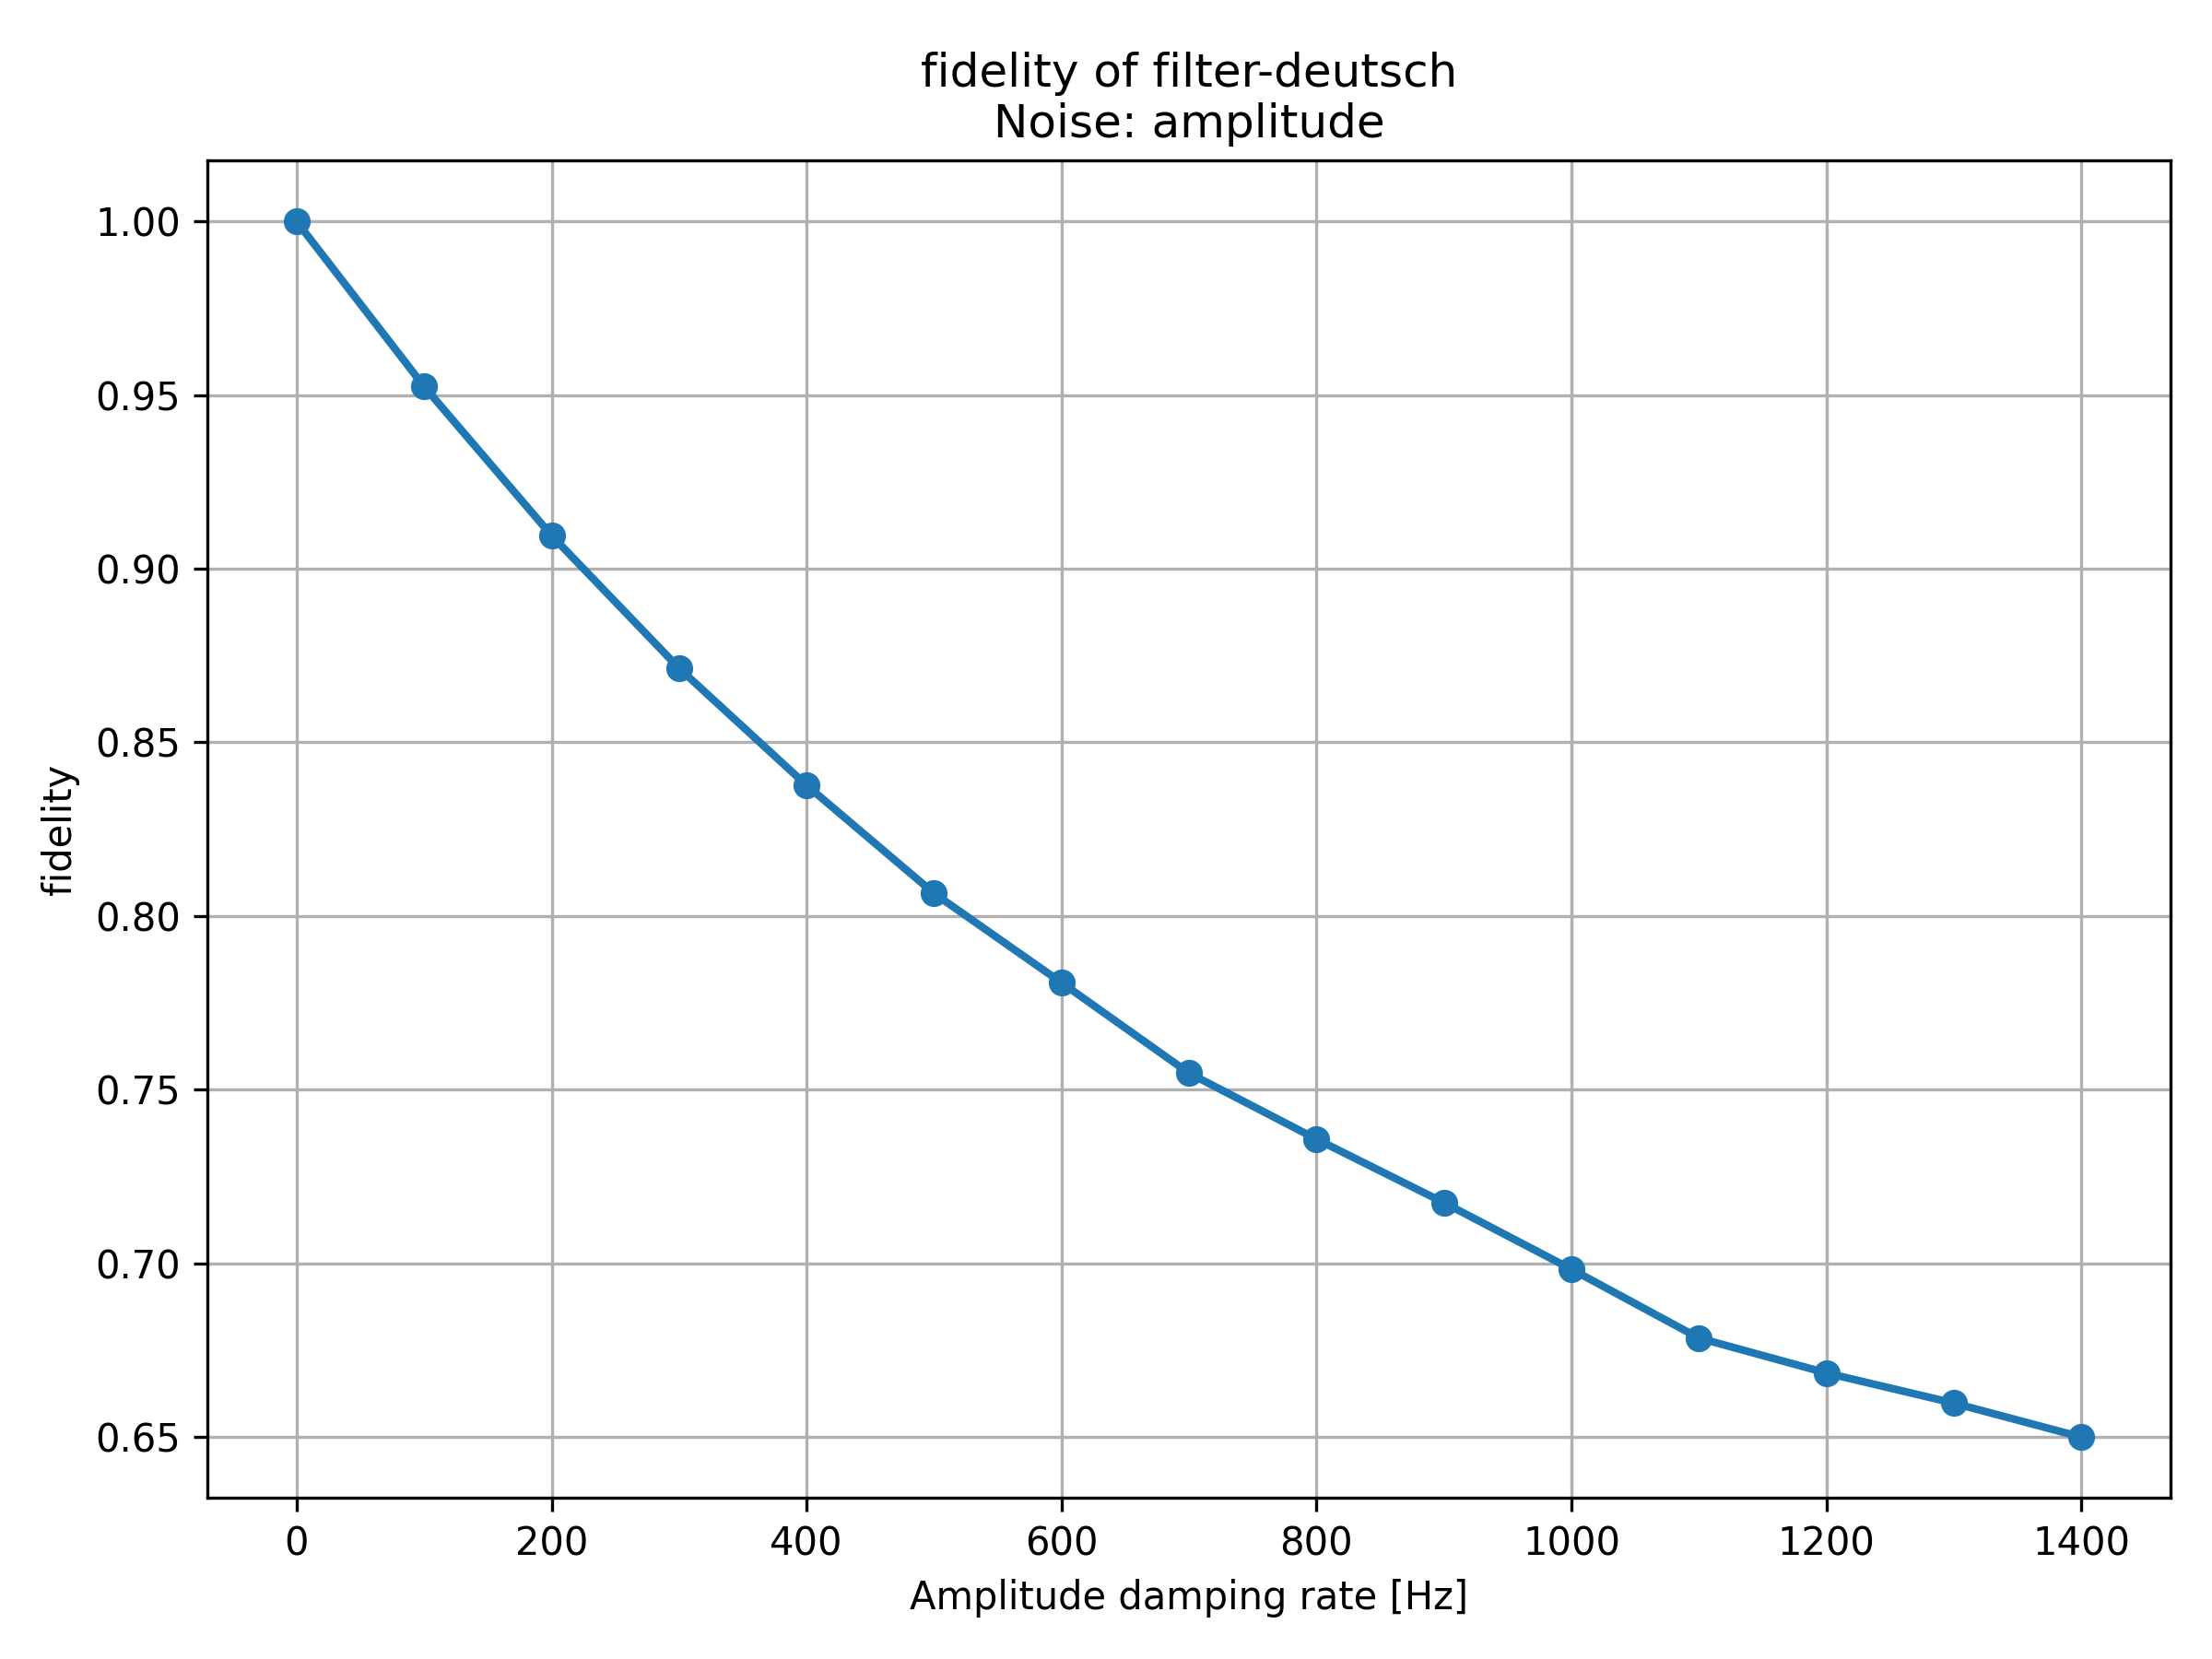 fidelity of filter-deutsch
Noise: amplitude
1.00
0.95
0.90
0.85
0.80
0.75
0.70
0.65
fidelity
0 200 400 600 800 1000 1200 1400
Amplitude damping rate [Hz]